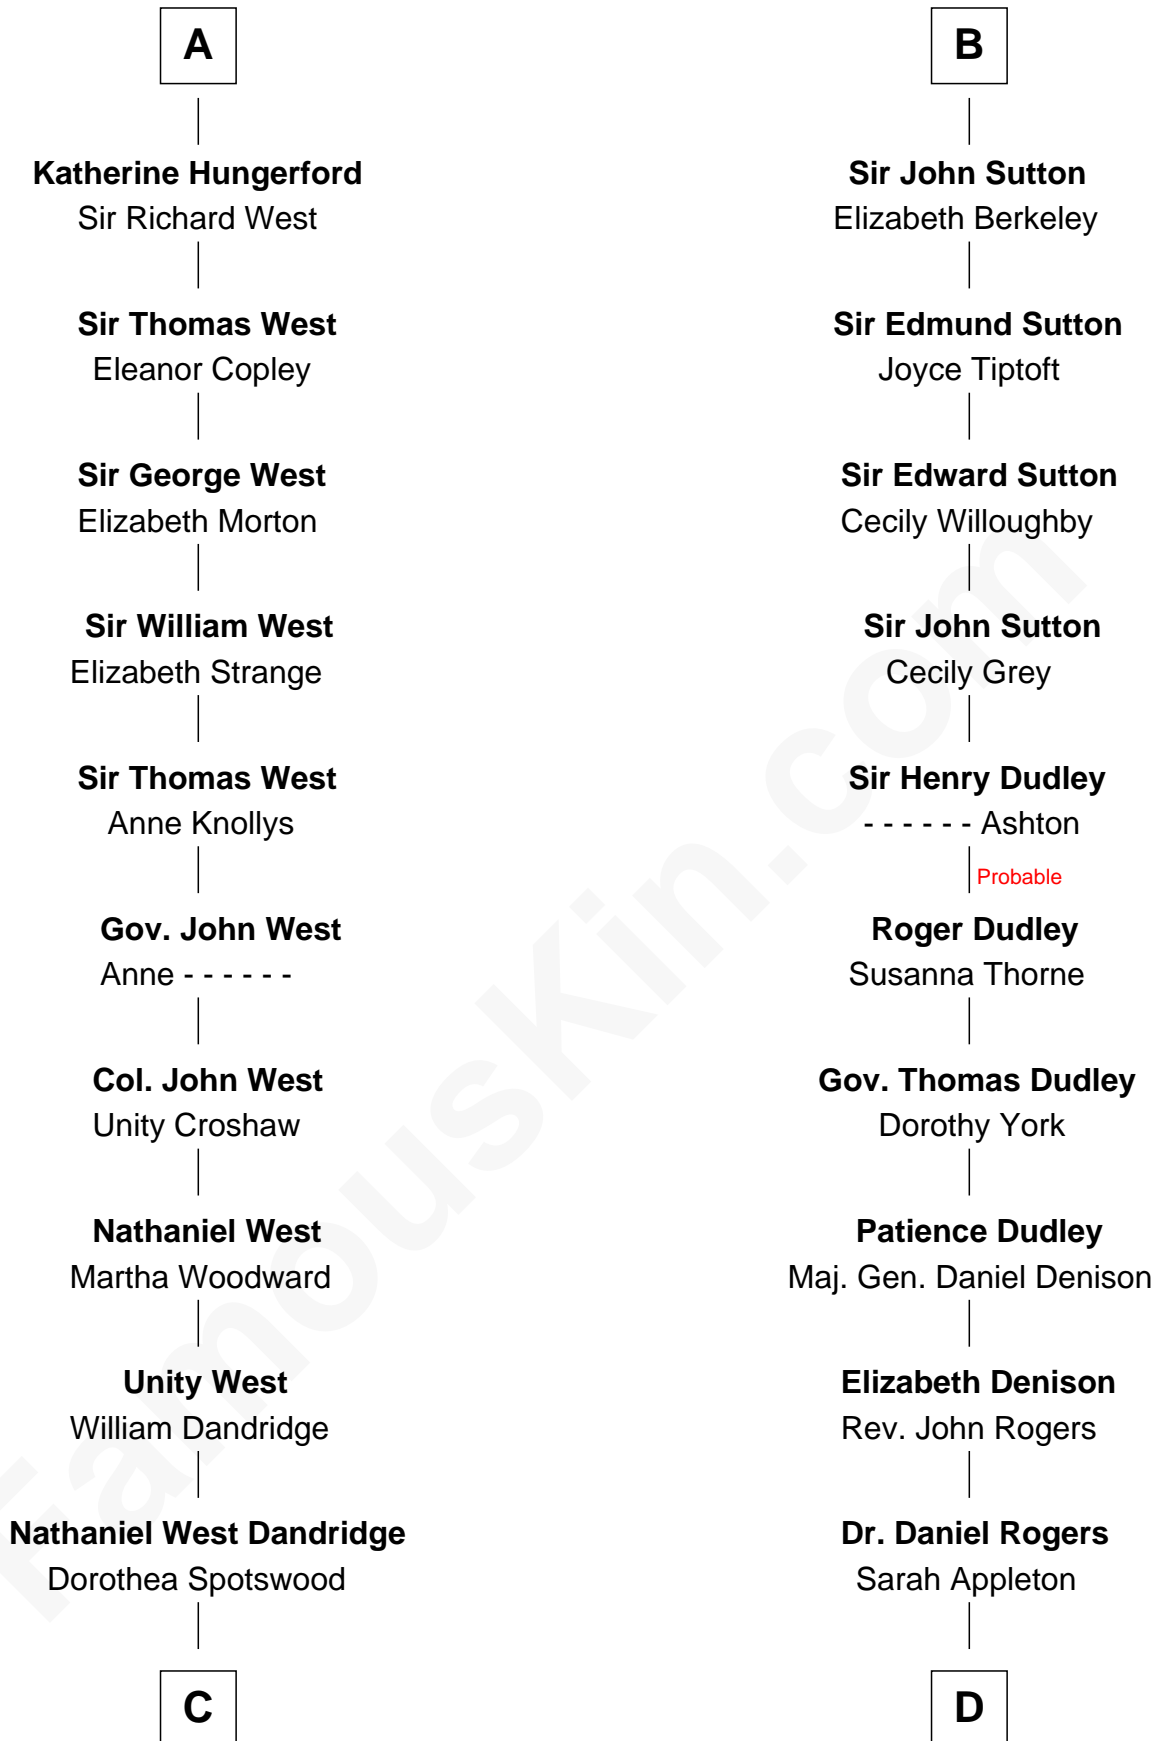 A
Katherine Hungerford
Sir Richard West
Sir Thomas West
Eleanor Copley
Sir George West
Elizabeth Morton
Sir William West
Elizabeth Strange
Sir Thomas West
Anne Knollys
Gov. John West
Anne - - - - - -
Col. John West
Unity Croshaw
Nathaniel West
Martha Woodward
Unity West
William Dandridge
Nathaniel West Dandridge
Dorothea Spotswood
C
B
Sir John Sutton
Elizabeth Berkeley
Sir Edmund Sutton
Joyce Tiptoft
Sir Edward Sutton
Cecily Willoughby
Sir John Sutton
Cecily Grey
Sir Henry Dudley
- - - - - - Ashton
Probable
Roger Dudley
Susanna Thorne
Gov. Thomas Dudley
Dorothy York
Patience Dudley
Maj. Gen. Daniel Denison
Elizabeth Denison
Rev. John Rogers
Dr. Daniel Rogers
Sarah Appleton
D
FamousKin.com